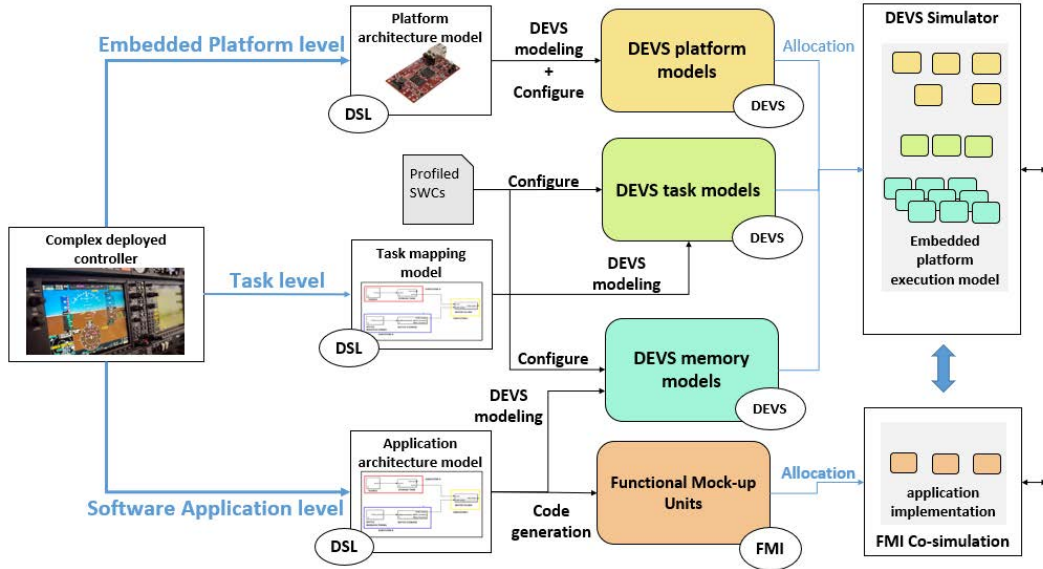 Embedded Platform level
Platform
architecture model
DSL
DEVS
modeling
+
Configure
DEVS platform
models
DEVS
Allocation
DEVS Simulator
Profiled
SWCs
Configure
DEVS task models
DEVS
Embedded
platform
execution model
Complex deployed
controller
Task level
Task mapping
model
DSL
DEVS
modeling
Configure
DEVS memory
models
DEVS
DEVS
modeling
Software Application level
Application
architecture model
DSL
Code
generation
Functional Mock-up
Units
FMI
Allocation
application
implementation
FMI Co-simulation